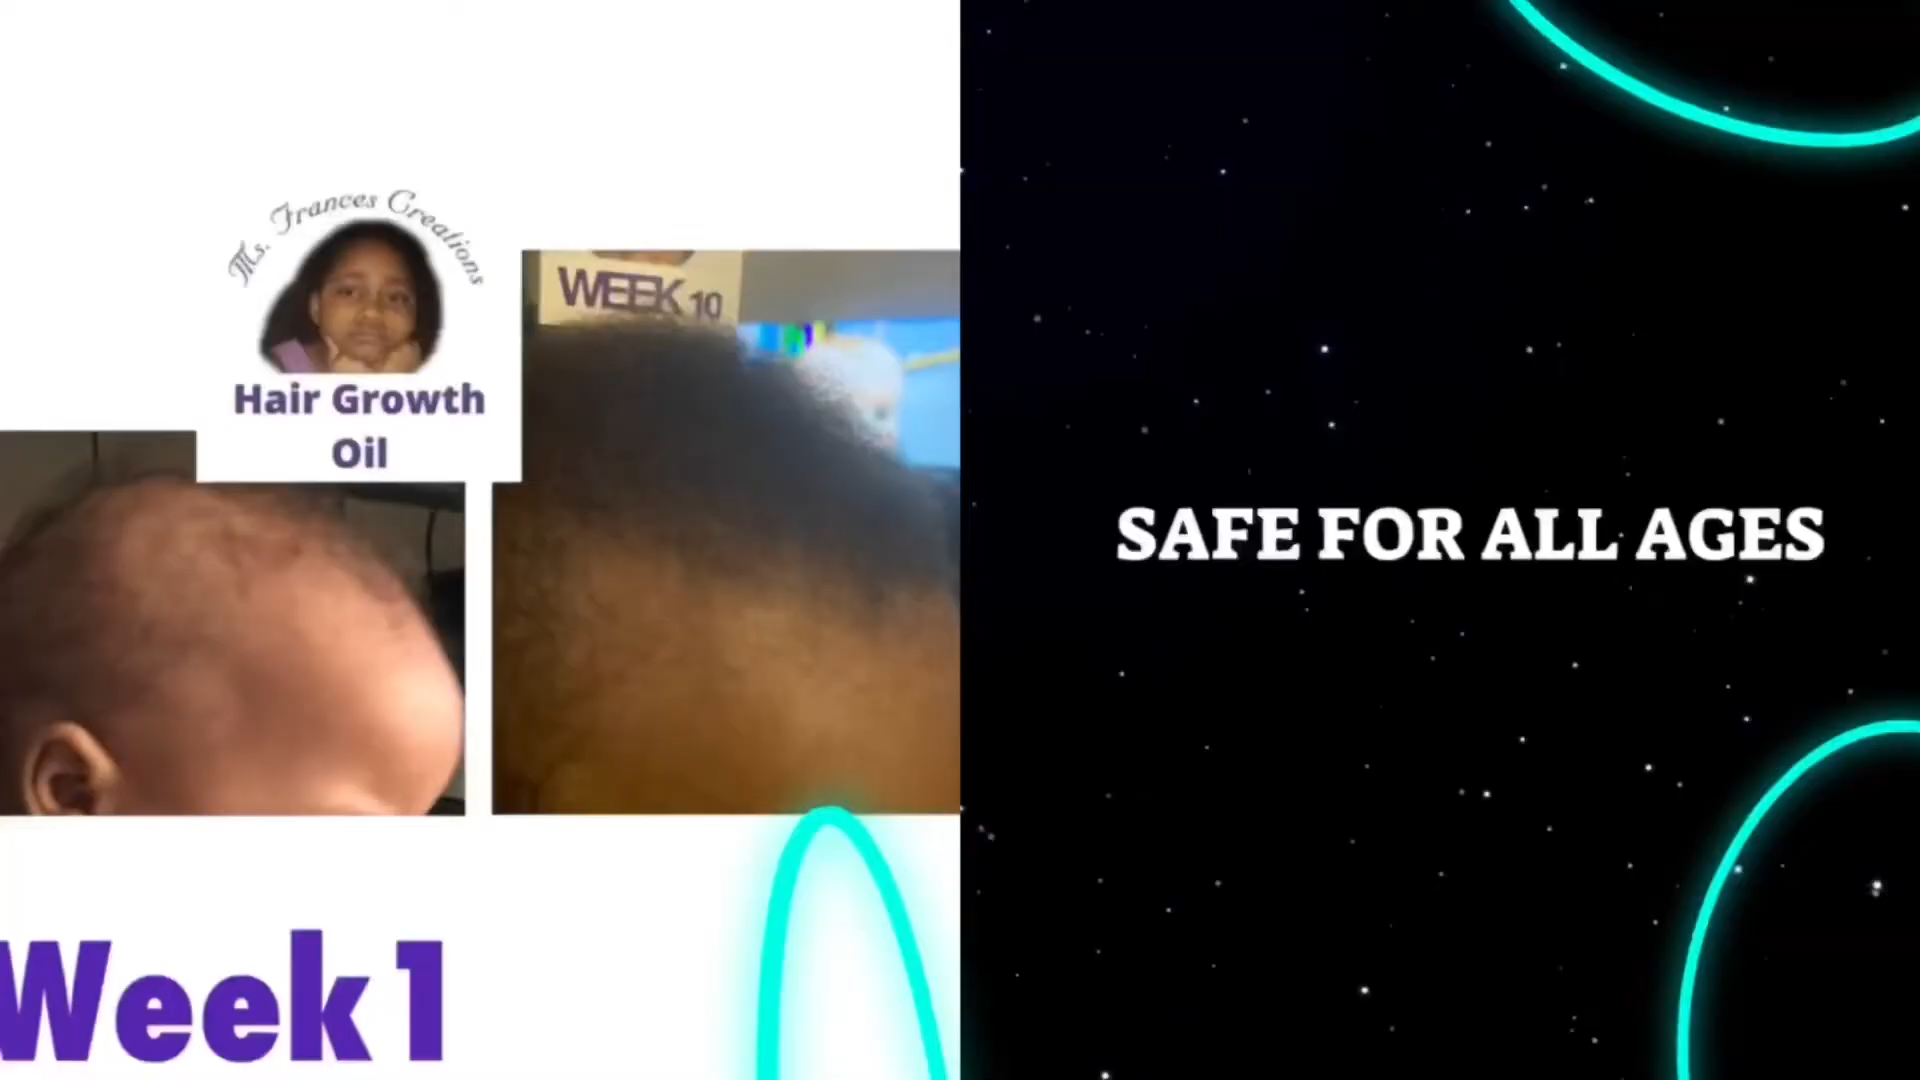 Ms. Frances Creations
Hair Growth
Oil
WEEK 10
Week 1
SAFE FOR ALL AGES